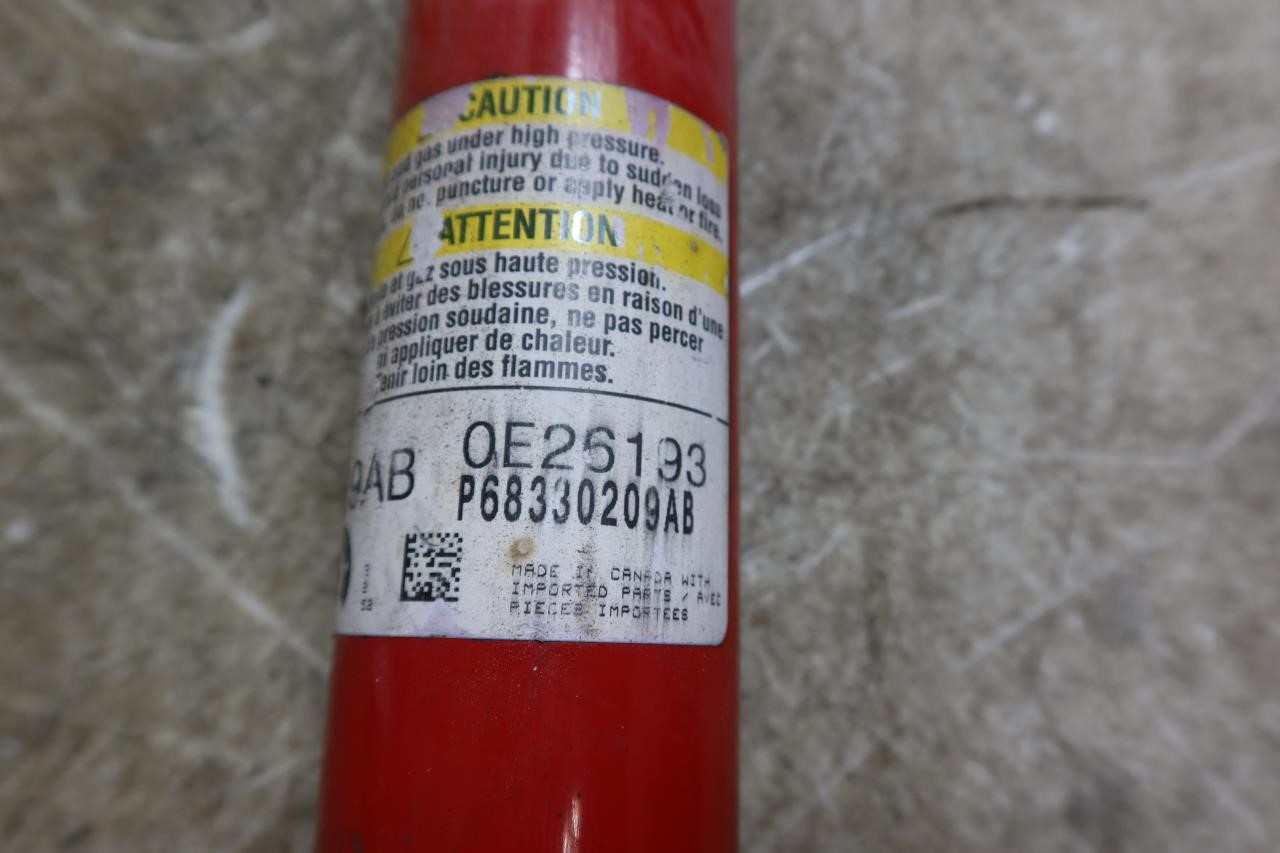 CAUTION
gas under high pressure.
personal injury due to sudden loss
puncture or apply heat or fire.
ATTENTION
et gaz sous haute pression.
à éviter des blessures en raison d'une
pression soudaine, ne pas percer
ni appliquer de chaleur.
Tenir loin des flammes.
9AB OE26193
P68330209AB
MADE IN CANADA WITH
IMPORTED PARTS / AVEC
PIECES IMPORTEES